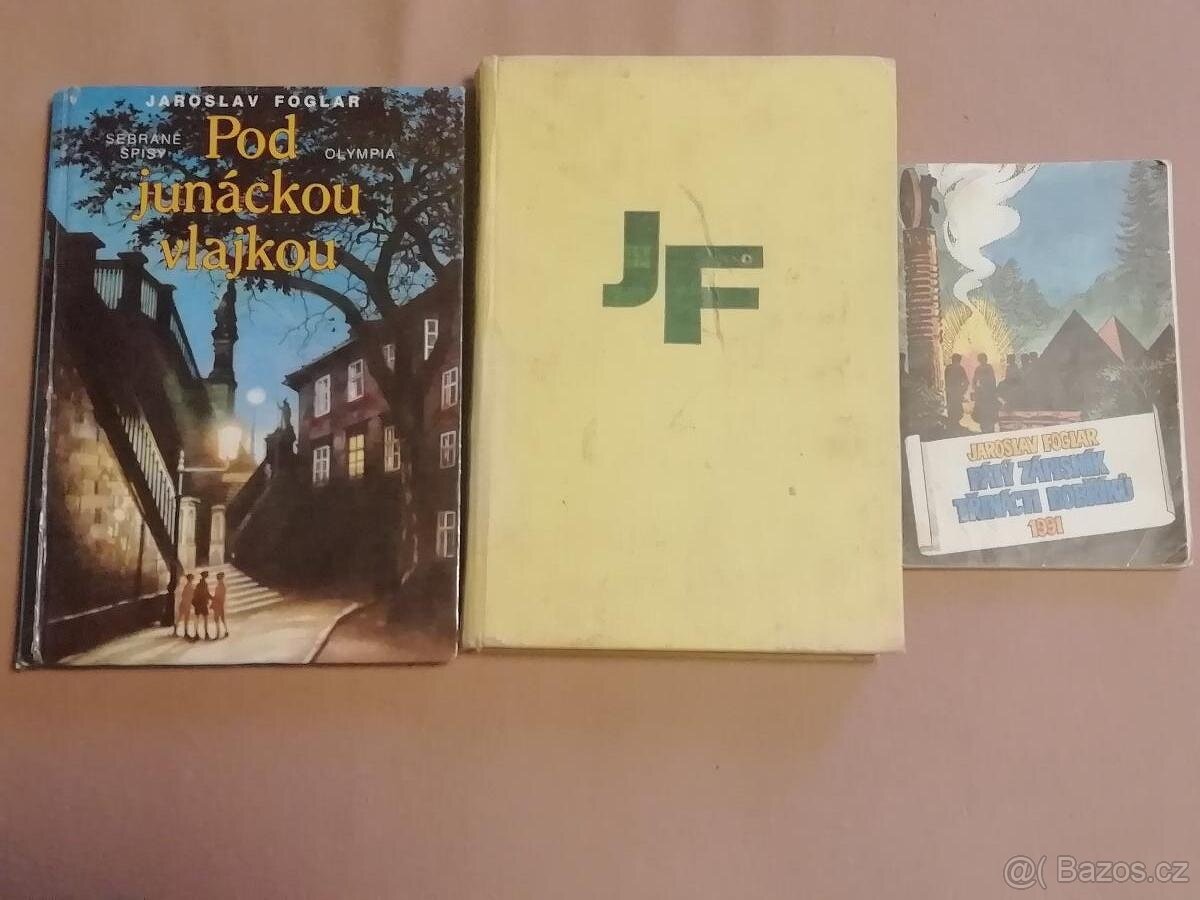 JAROSLAV FOGLAR
SEBRANÉ
SPISY
OLYMPIA
Pod
junáckou
vlajkou
JF
JAROSLAV FOGLAR
PÁTÝ ZÁPISNÍK
TŘINÁCTI BOBŘÍKŮ
1991
@( Bazos.cz